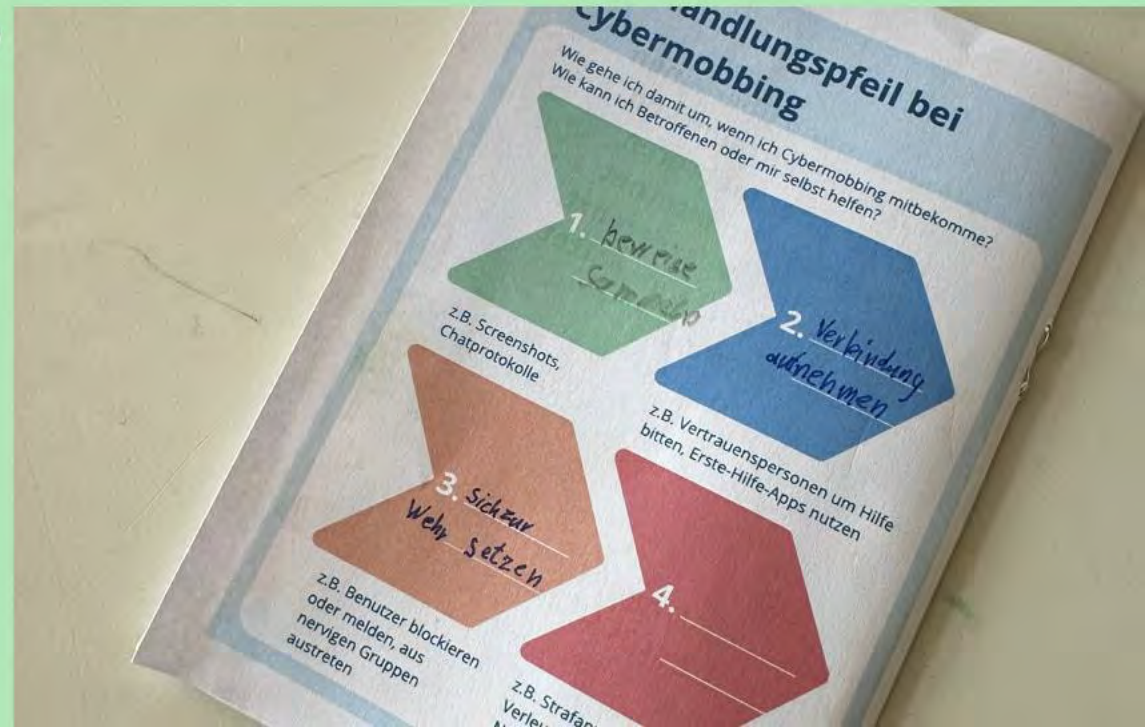 andlungspfeil bei
Cybermobbing
Wie gehe ich damit um, wenn ich Cybermobbing mitbekomme?
Wie kann ich Betroffenen oder mir selbst helfen?
1. beweise
z.B. Screenshots,
Chatprotokolle
2. Verbindung
aufnehmen
z.B. Vertrauenspersonen um Hilfe
bitten, Erste-Hilfe-Apps nutzen
3. Sich zur
Wehr setzen
z.B. Benutzer blockieren
oder melden, aus
nervigen Gruppen
austreten
4.
z.B.